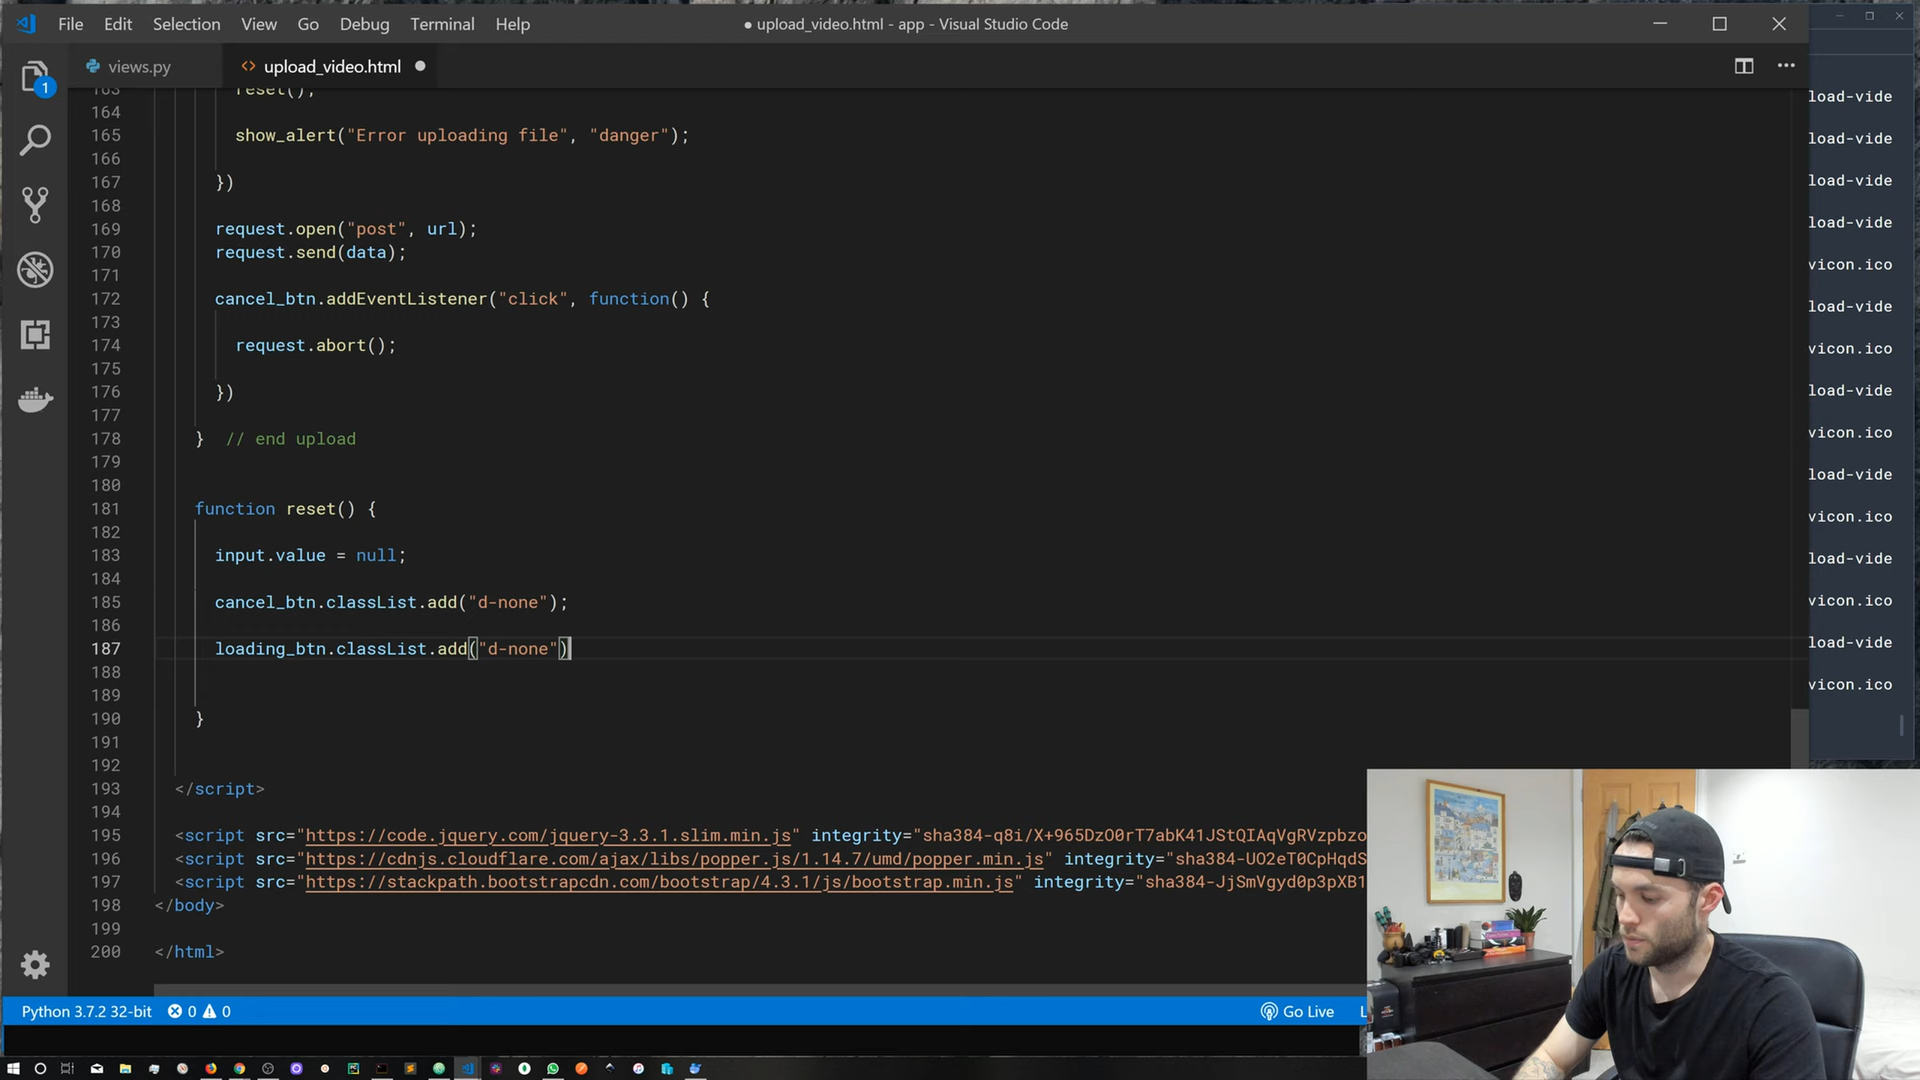 File Edit Selection View Go Debug Terminal Help
● upload_video.html - app - Visual Studio Code
views.py
<> upload_video.html ●
1
163 reset();
164
165 show_alert("Error uploading file", "danger");
166
167 })
168
169 request.open("post", url);
170 request.send(data);
171
172 cancel_btn.addEventListener("click", function() {
173
174 request.abort();
175
176 })
177
178 } // end upload
179
180
181 function reset() {
182
183 input.value = null;
184
185 cancel_btn.classList.add("d-none");
186
187 loading_btn.classList.add("d-none")
188
189
190 }
191
192
193 </script>
194
195 <script src="https://code.jquery.com/jquery-3.3.1.slim.min.js" integrity="sha384-q8i/X+965DzO0rT7abK41JStQIAqVgRVzpbzo
196 <script src="https://cdnjs.cloudflare.com/ajax/libs/popper.js/1.14.7/umd/popper.min.js" integrity="sha384-UO2eT0CpHqdS
197 <script src="https://stackpath.bootstrapcdn.com/bootstrap/4.3.1/js/bootstrap.min.js" integrity="sha384-JjSmVgyd0p3pXB1
198 </body>
199
200 </html>
load-vide
load-vide
load-vide
load-vide
vicon.ico
load-vide
vicon.ico
load-vide
vicon.ico
load-vide
vicon.ico
load-vide
vicon.ico
load-vide
vicon.ico
Python 3.7.2 32-bit 0 0
Go Live L